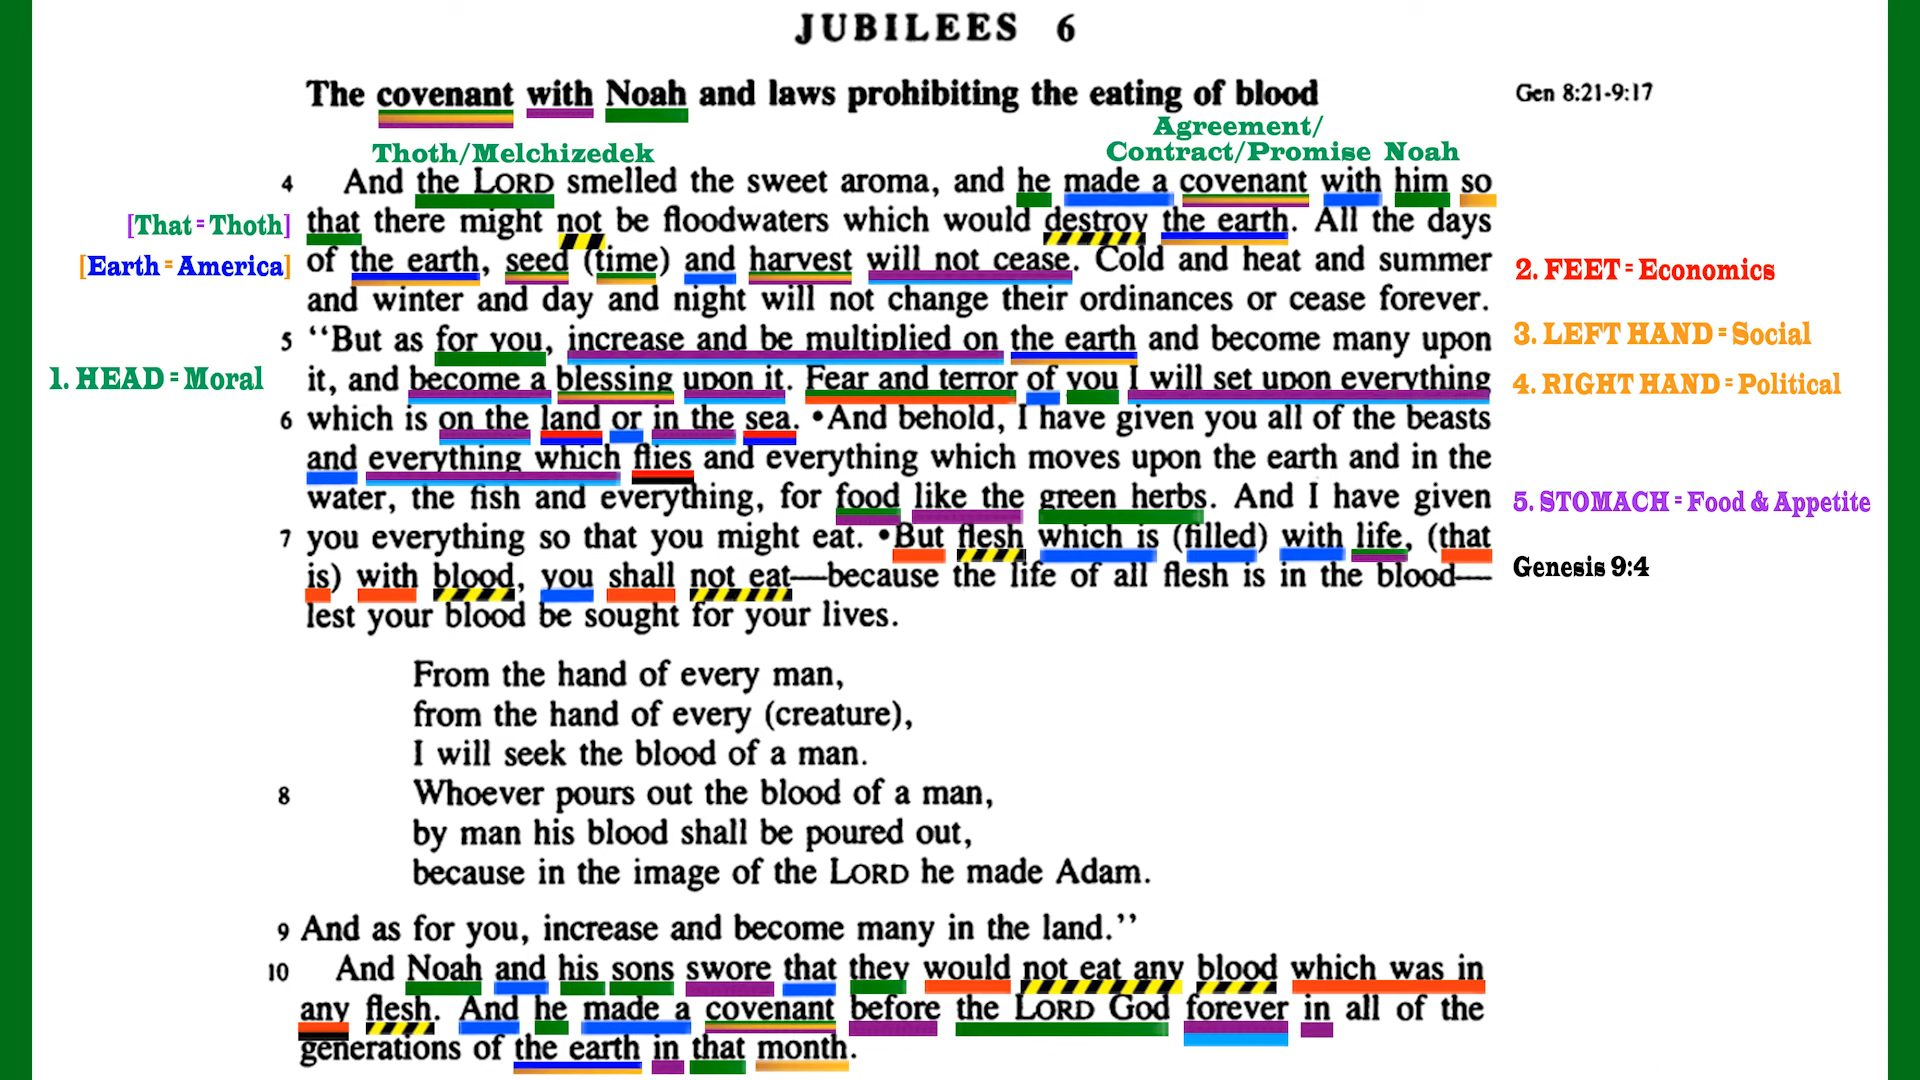 JUBILEES 6
The covenant with Noah and laws prohibiting the eating of blood
Gen 8:21-9:17
Thoth/Melchizedek
Agreement/
Contract/Promise Noah
4 And the LORD smelled the sweet aroma, and he made a covenant with him so
[That = Thoth] that there might not be floodwaters which would destroy the earth. All the days
[Earth = America] of the earth, seed (time) and harvest will not cease. Cold and heat and summer
2. FEET = Economics
and winter and day and night will not change their ordinances or cease forever.
5 “But as for you, increase and be multiplied on the earth and become many upon
3. LEFT HAND = Social
1. HEAD = Moral
it, and become a blessing upon it. Fear and terror of you I will set upon everything
4. RIGHT HAND = Political
6 which is on the land or in the sea. •And behold, I have given you all of the beasts
and everything which flies and everything which moves upon the earth and in the
water, the fish and everything, for food like the green herbs. And I have given
5. STOMACH = Food & Appetite
7 you everything so that you might eat. •But flesh which is (filled) with life, (that
is) with blood, you shall not eat—because the life of all flesh is in the blood—
Genesis 9:4
lest your blood be sought for your lives.
From the hand of every man,
from the hand of every (creature),
I will seek the blood of a man.
8 Whoever pours out the blood of a man,
by man his blood shall be poured out,
because in the image of the LORD he made Adam.
9 And as for you, increase and become many in the land.”
10 And Noah and his sons swore that they would not eat any blood which was in
any flesh. And he made a covenant before the LORD God forever in all of the
generations of the earth in that month.